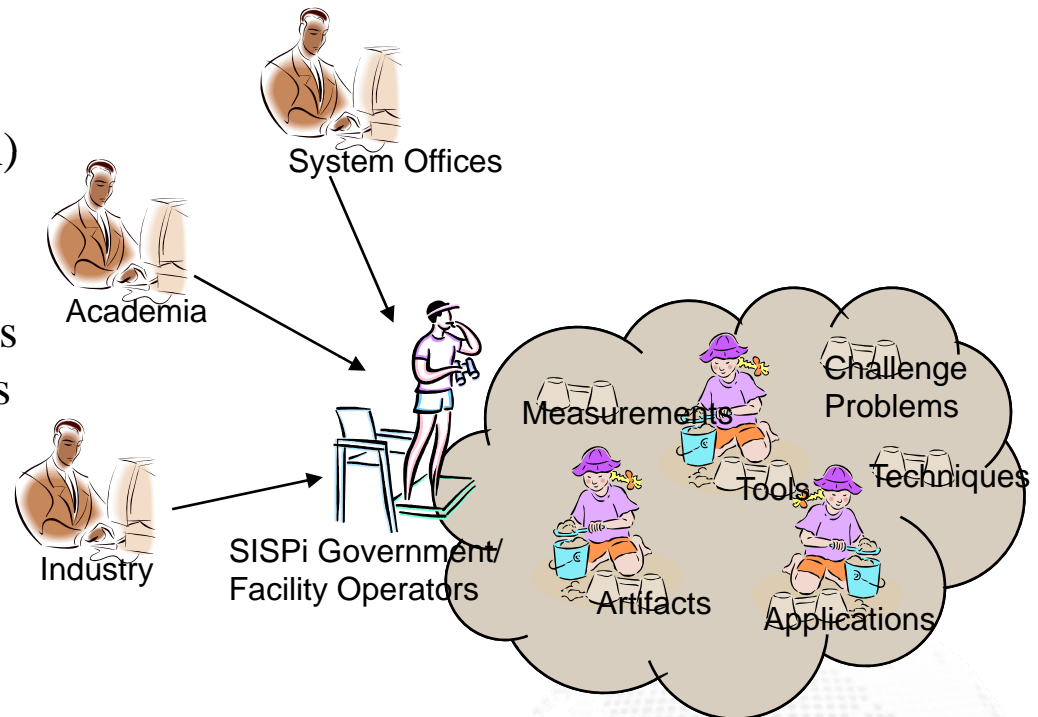 System Offices
Academia
Industry
SISPi Government/
Facility Operators
Measurements
Challenge
Problems
Tools
Techniques
Artifacts
Applications